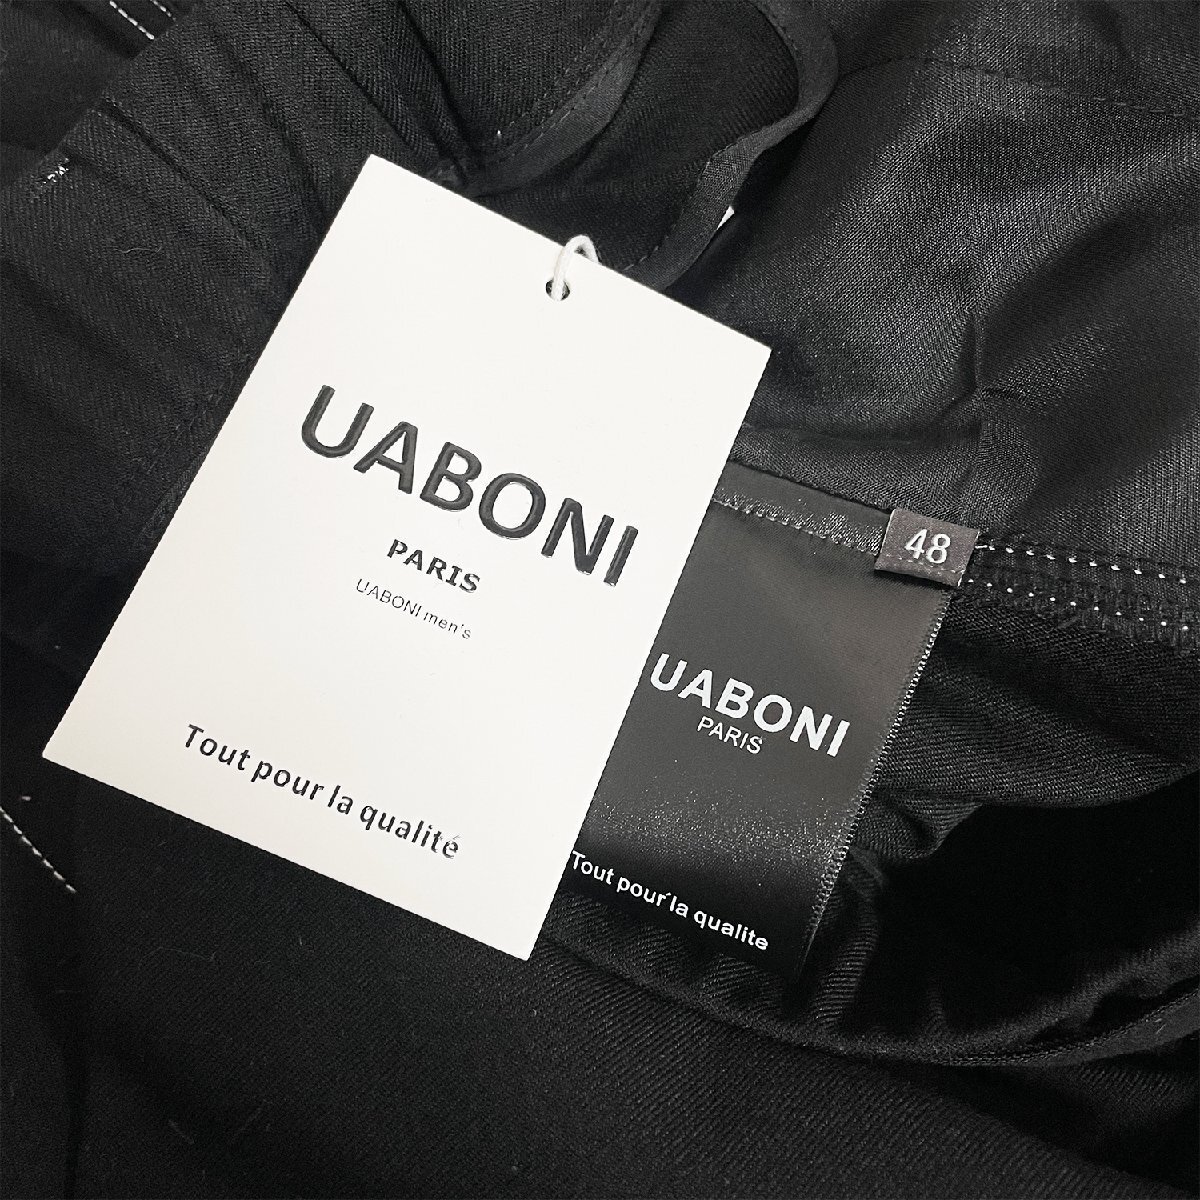 UABONI
PARIS
UABONI men's
Tout pour la qualité
48
UABONI
PARIS
Tout pour la qualite